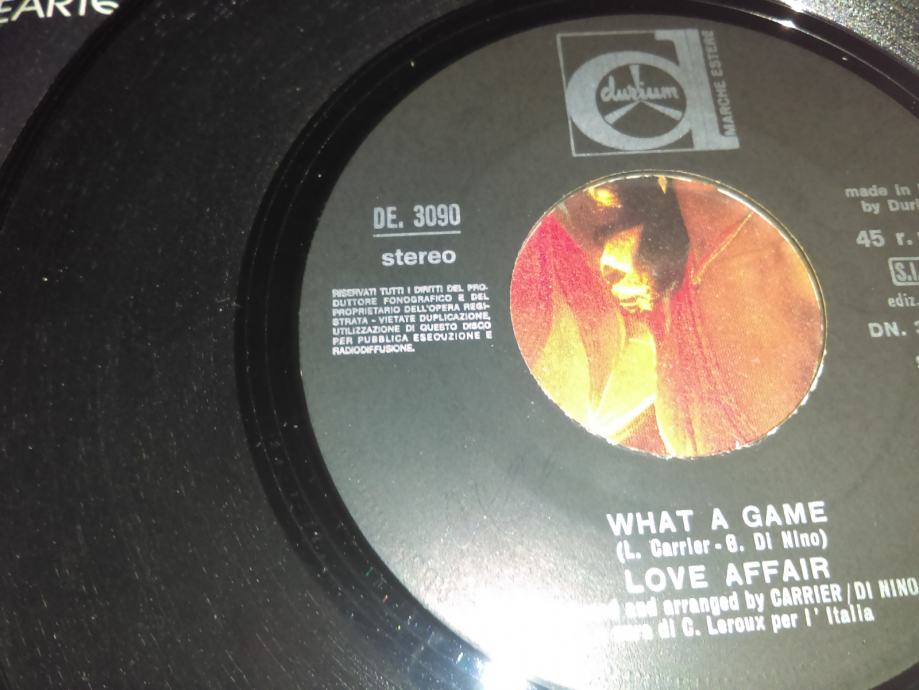 durium
MARCHE ESTERE
DE. 3090
stereo
RISERVATI TUTTI I DIRITTI DEL PRO-
DUTTORE FONOGRAFICO E DEL
PROPRIETARIO DELL'OPERA REGI-
STRATA - VIETATE DUPLICAZIONE,
UTILIZZAZIONE DI QUESTO DISCO
PER PUBBLICA ESECUZIONE E
RADIODIFFUSIONE.
made in
by
45 r.
ediz
DN.
WHAT A GAME
(L. Carrier - G. Di Nino)
LOVE AFFAIR
and arranged by CARRIER / DI NINO
di C. Leroux per l' Italia